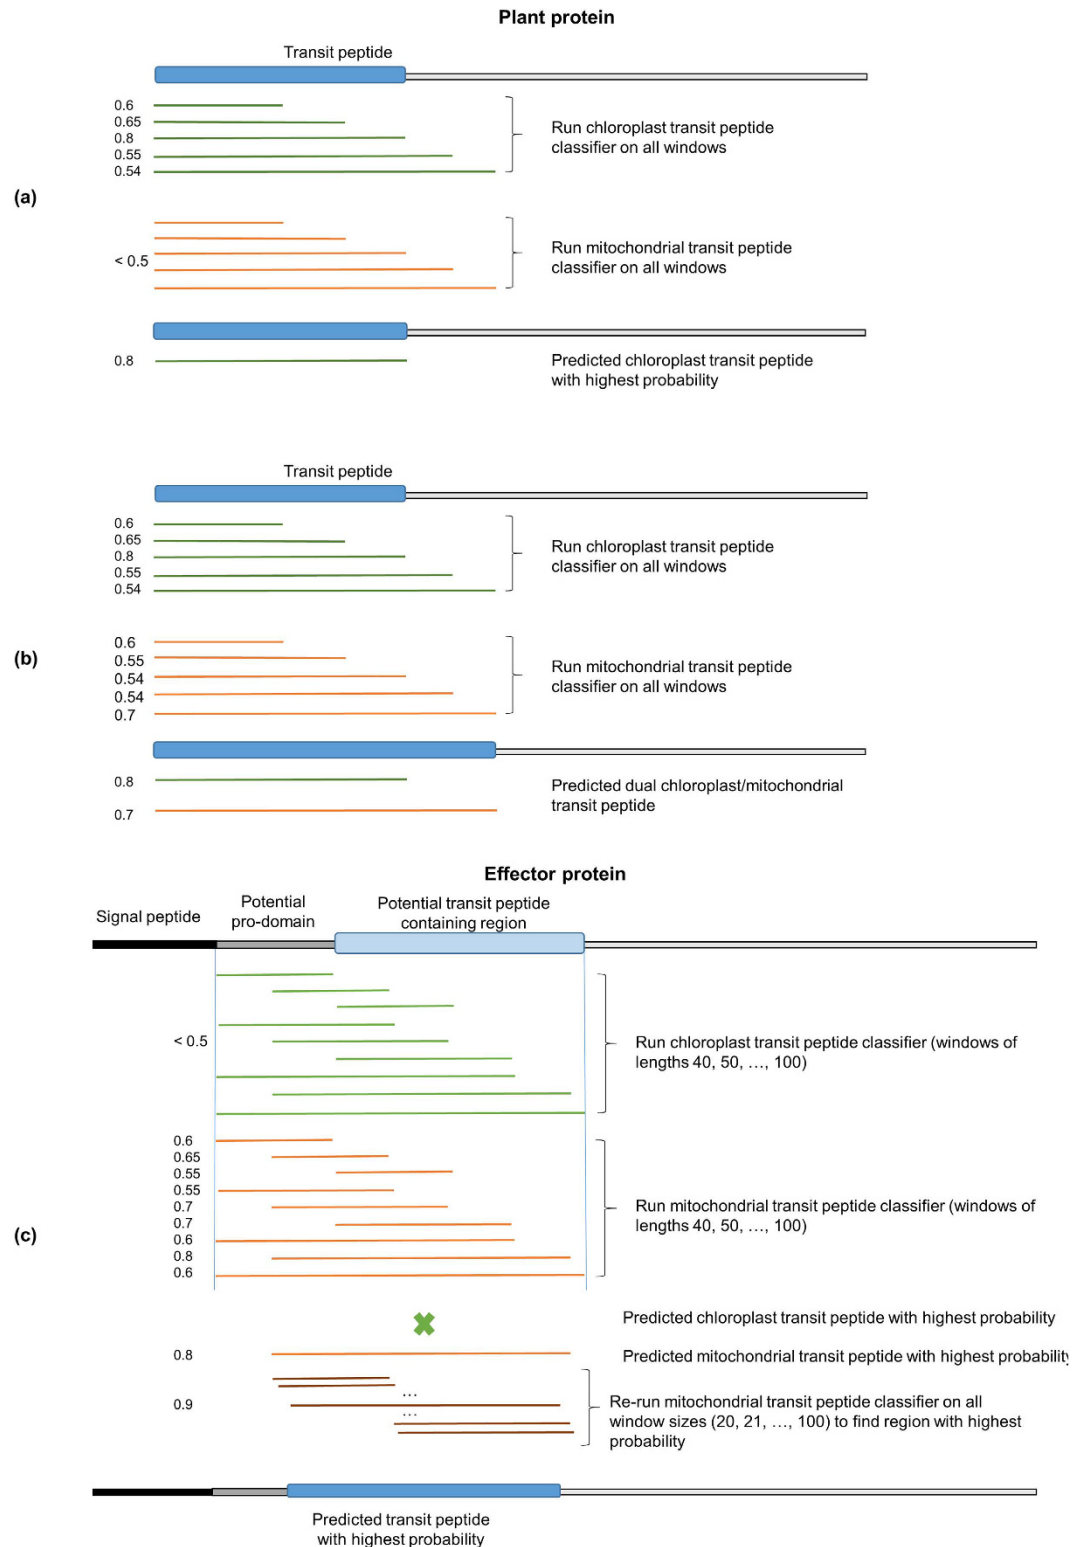 Plant protein
Transit peptide
0.6
0.65
0.8
0.55
0.54
Run chloroplast transit peptide
classifier on all windows
(a)
< 0.5
Run mitochondrial transit peptide
classifier on all windows
0.8
Predicted chloroplast transit peptide
with highest probability
Transit peptide
0.6
0.65
0.8
0.55
0.54
Run chloroplast transit peptide
classifier on all windows
(b)
0.6
0.55
0.54
0.54
0.7
Run mitochondrial transit peptide
classifier on all windows
0.8
0.7
Predicted dual chloroplast/mitochondrial
transit peptide
Effector protein
Signal peptide
Potential
pro-domain
Potential transit peptide
containing region
< 0.5
Run chloroplast transit peptide classifier (windows of
lengths 40, 50, ..., 100)
(c)
0.6
0.65
0.55
0.55
0.7
0.7
0.6
0.8
0.6
Run mitochondrial transit peptide classifier (windows of
lengths 40, 50, ..., 100)
Predicted chloroplast transit peptide with highest probability
0.8
Predicted mitochondrial transit peptide with highest probability
...
0.9
...
Re-run mitochondrial transit peptide classifier on all
window sizes (20, 21, ..., 100) to find region with highest
probability
Predicted transit peptide
with highest probability